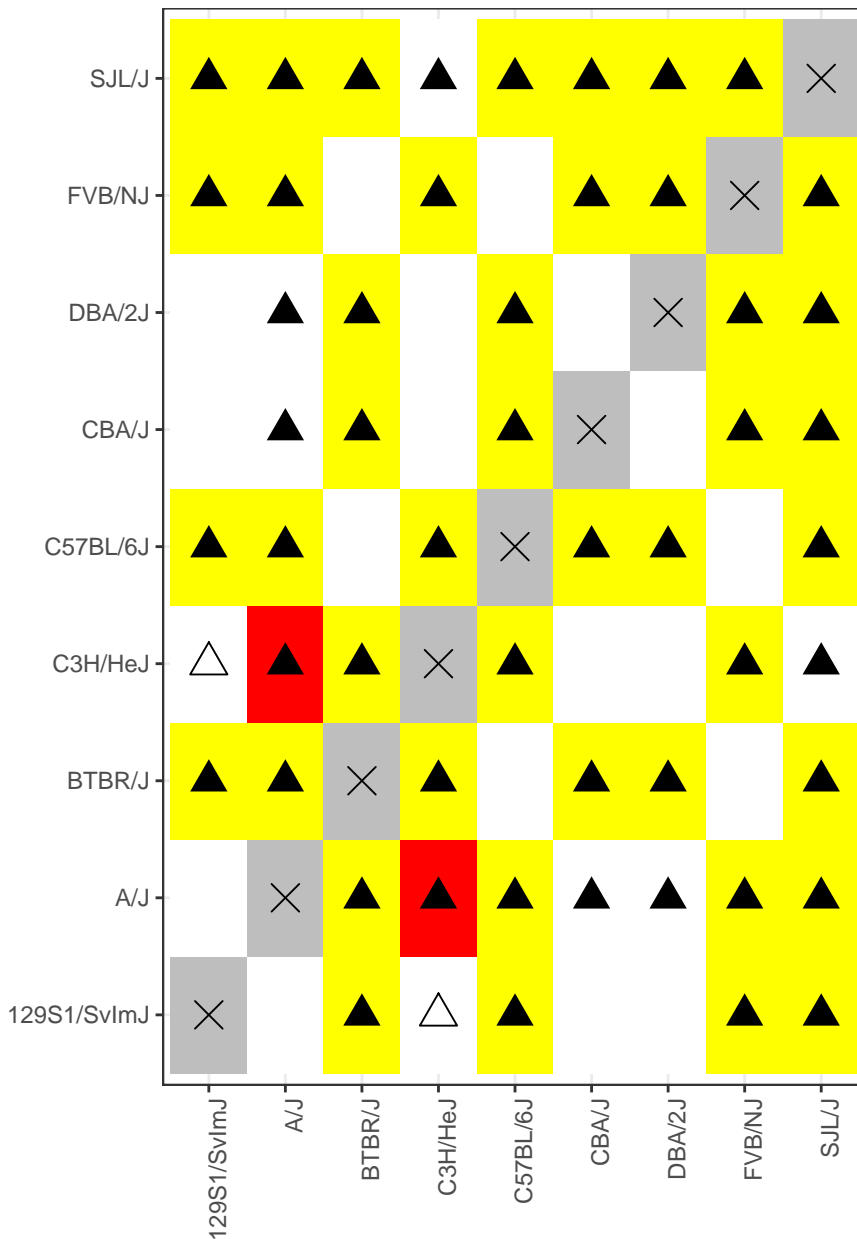 SJL/J
FVB/NJ
DBA/2J
CBA/J
C57BL/6J
C3H/HeJ
BTBR/J
A/J
129S1/SvImJ
129S1/SvImJ
A/J
BTBR/J
C3H/HeJ
C57BL/6J
CBA/J
DBA/2J
FVB/NJ
SJL/J